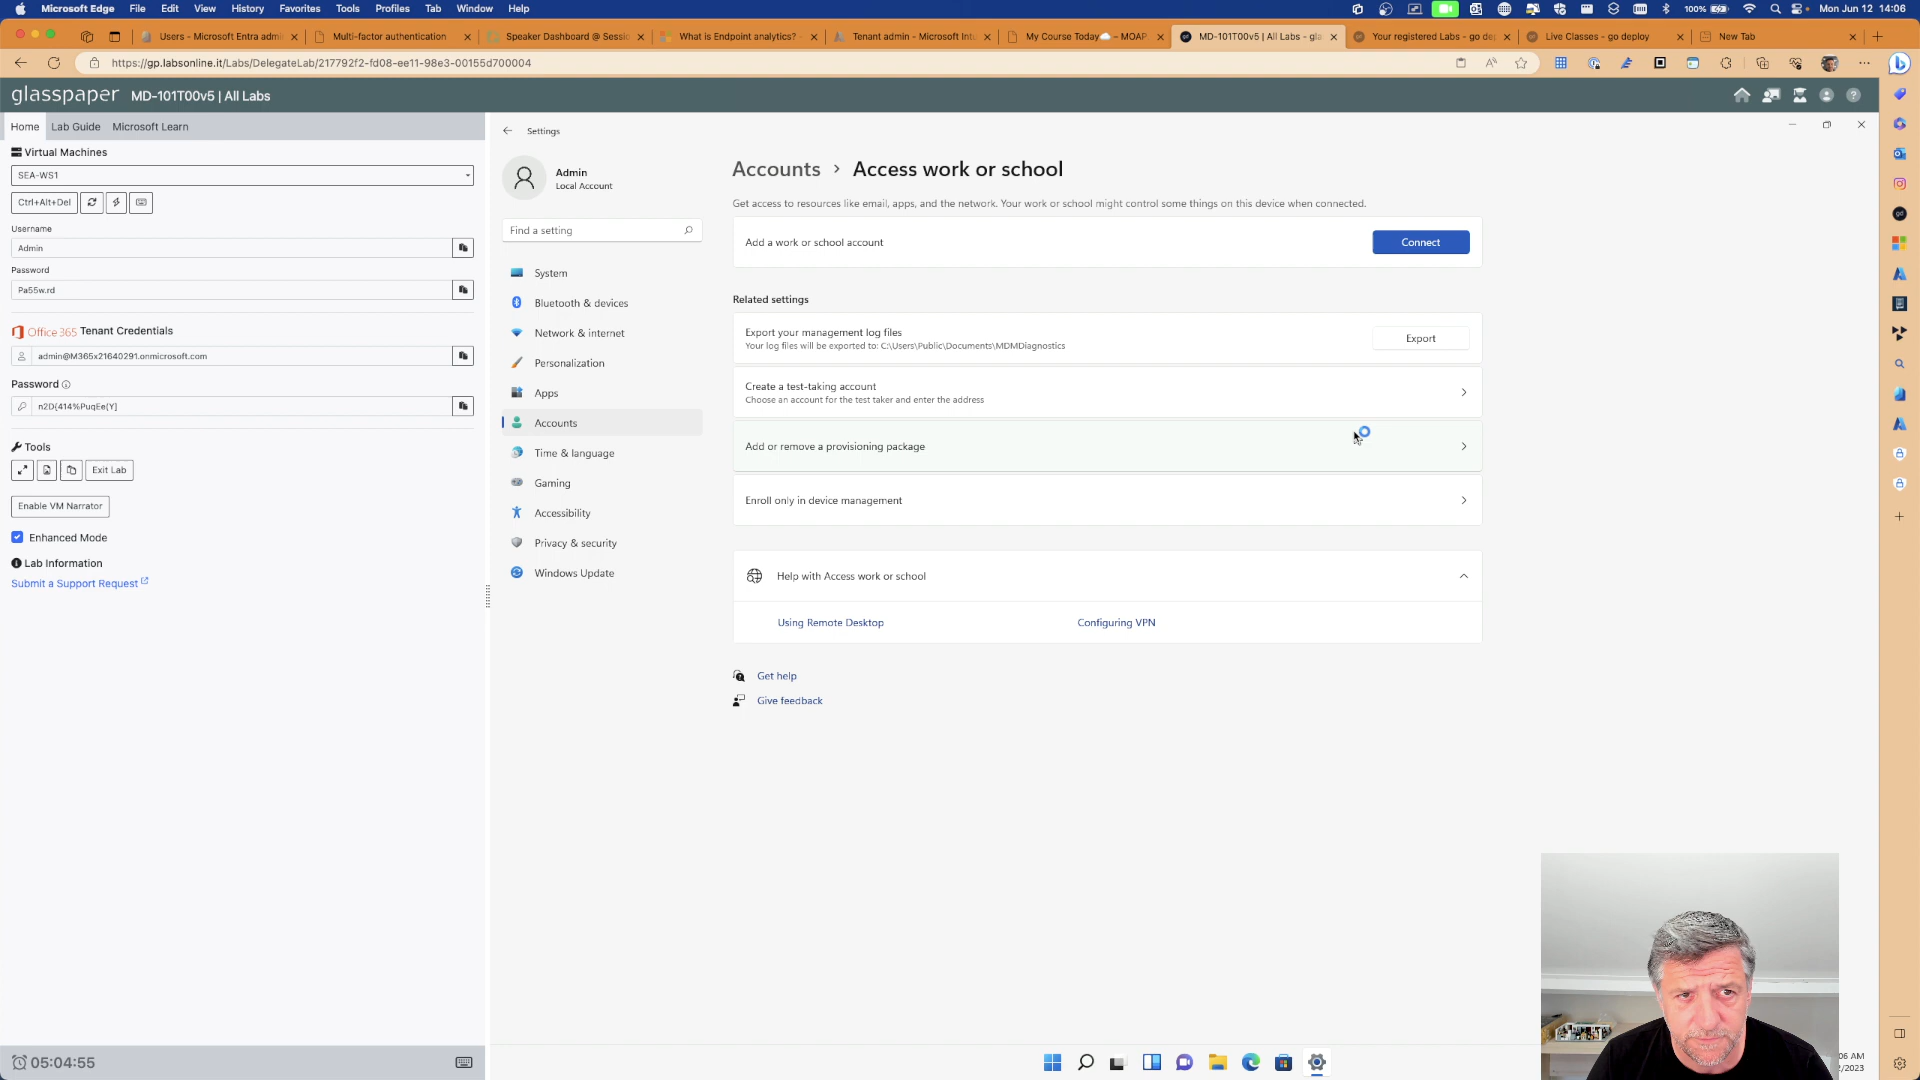 Microsoft Edge File Edit View History Favorites Tools Profiles Tab Window Help 100% Mon Jun 12 14:06
Users - Microsoft Entra admi Multi-factor authentication Speaker Dashboard @ Sessio What is Endpoint analytics? - Tenant admin - Microsoft Intu My Course Today - MOAP MD-101T00v5 | All Labs - gla Your registered Labs - go de Live Classes - go deploy New Tab
https://gp.labsonline.it/Labs/DelegateLab/217792f2-fd08-ee11-98e3-00155d700004
glasspaper MD-101T00v5 | All Labs
Home Lab Guide Microsoft Learn
Virtual Machines
SEA-WS1
Ctrl+Alt+Del
Username
Admin
Password
Pa55w.rd
Office 365 Tenant Credentials
admin@M365x21640291.onmicrosoft.com
Password
n2D{414%PuqEe(Y]
Tools
Exit Lab
Enable VM Narrator
Enhanced Mode
Lab Information
Submit a Support Request
05:04:55
Settings
Admin
Local Account
Find a setting
System
Bluetooth & devices
Network & internet
Personalization
Apps
Accounts
Time & language
Gaming
Accessibility
Privacy & security
Windows Update
Accounts > Access work or school
Get access to resources like email, apps, and the network. Your work or school might control some things on this device when connected.
Add a work or school account Connect
Related settings
Export your management log files
Your log files will be exported to: C:\Users\Public\Documents\MDMDiagnostics
Export
Create a test-taking account
Choose an account for the test taker and enter the address
Add or remove a provisioning package
Enroll only in device management
Help with Access work or school
Using Remote Desktop Configuring VPN
Get help
Give feedback
06 AM
/2023